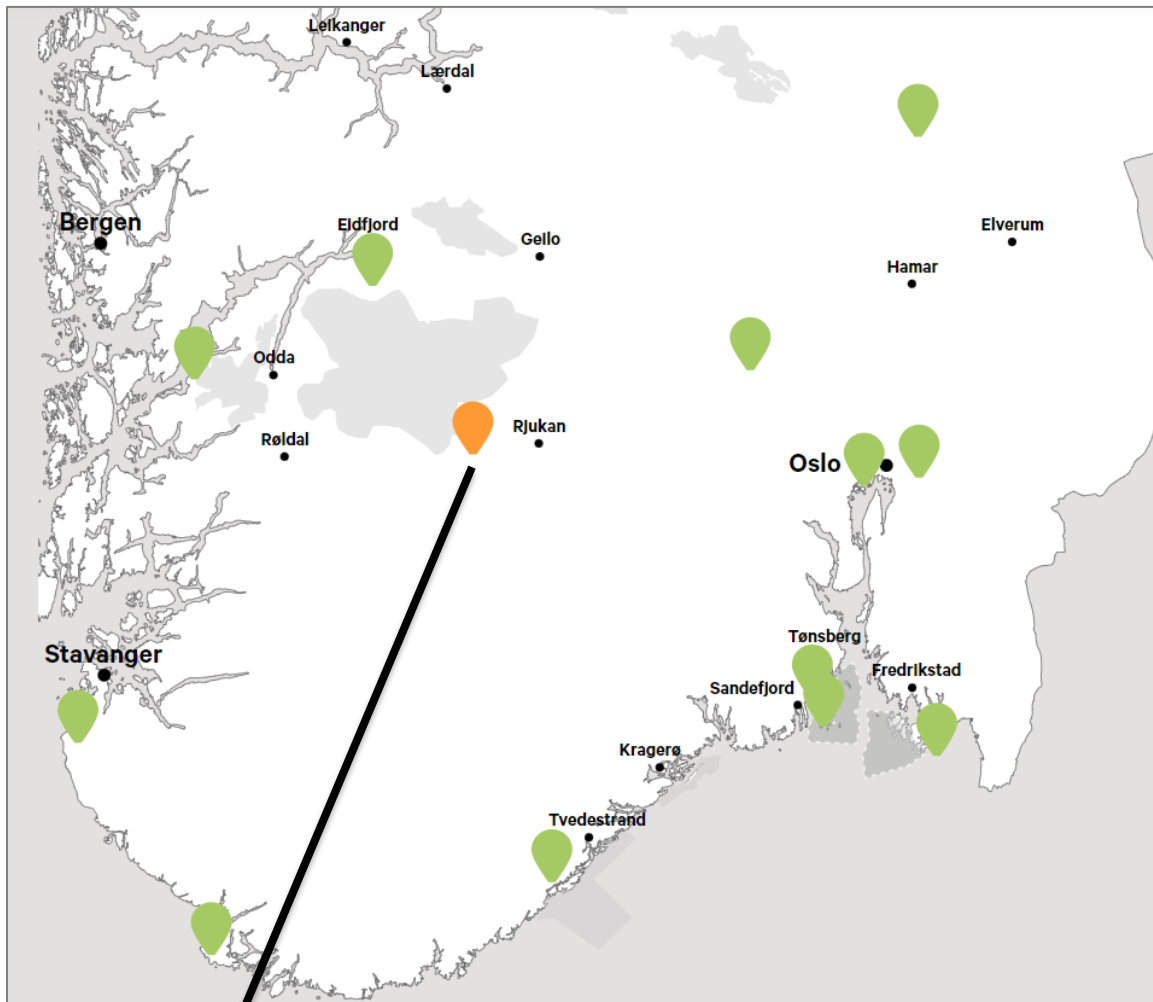 Leikanger
Lærdal
Bergen
Eidfjord
Geilo
Elverum
Hamar
Odda
Røldal
Rjukan
Oslo
Stavanger
Tønsberg
Sandefjord
Fredrikstad
Kragerø
Tvedestrand